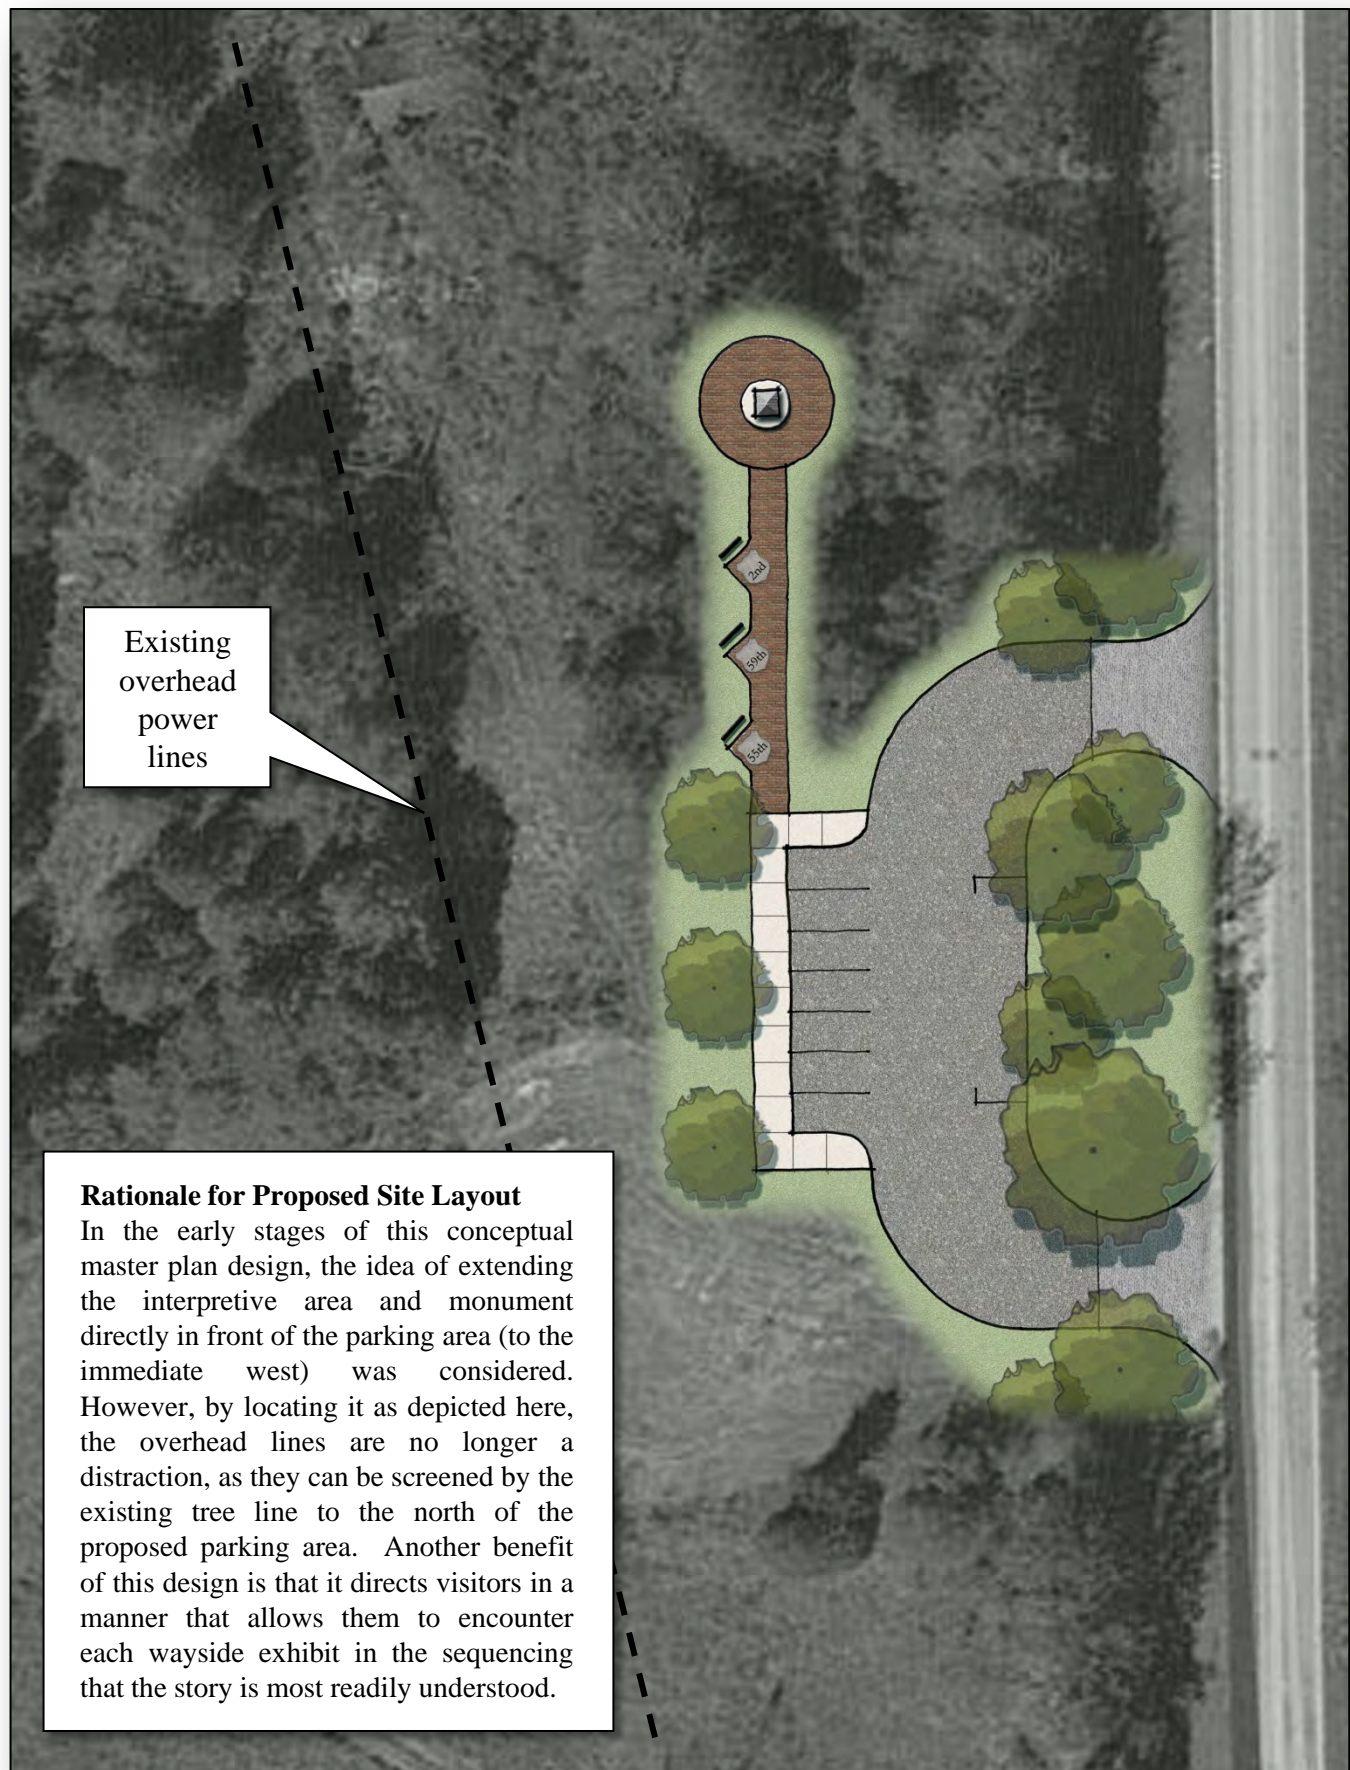 2nd
59th
55th
Existing
overhead
power
lines
Rationale for Proposed Site Layout
In the early stages of this conceptual
master plan design, the idea of extending
the interpretive area and monument
directly in front of the parking area (to the
immediate west) was considered.
However, by locating it as depicted here,
the overhead lines are no longer a
distraction, as they can be screened by the
existing tree line to the north of the
proposed parking area. Another benefit
of this design is that it directs visitors in a
manner that allows them to encounter
each wayside exhibit in the sequencing
that the story is most readily understood.